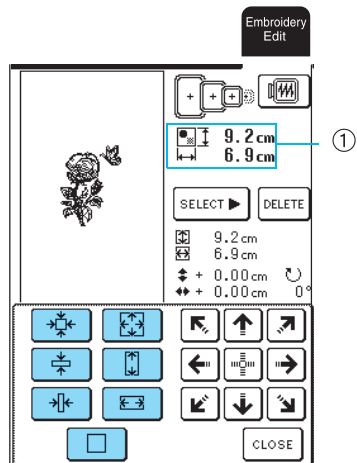 Embroidery
Edit
9.2cm
6.9cm
1
SELECT
DELETE
9.2cm
6.9cm
+ 0.00cm
+ 0.00cm 0°
CLOSE